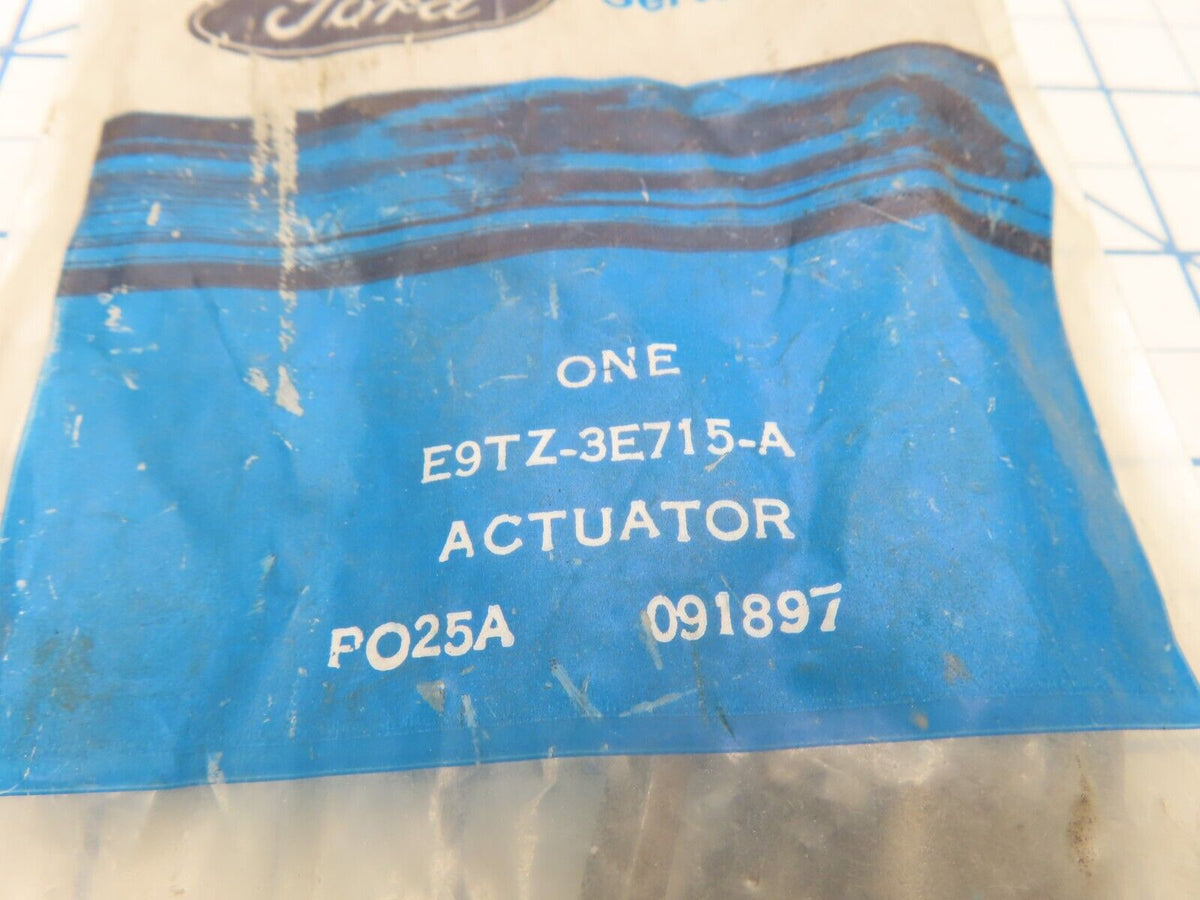 Ford
ONE
E9TZ-3E715-A
ACTUATOR
PO25A 091897